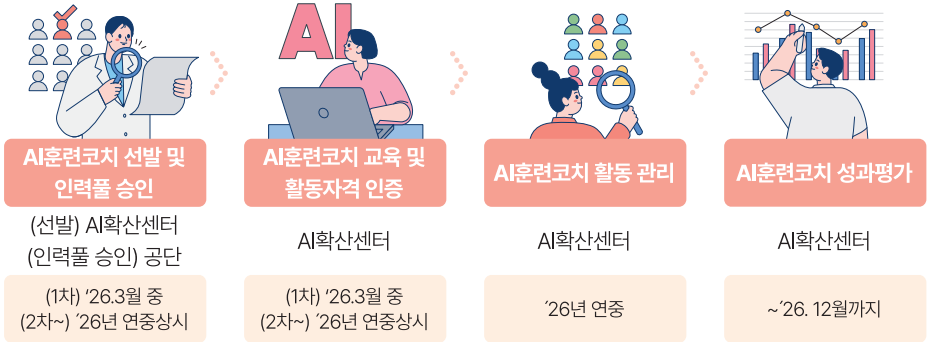 AI
AI훈련코치 선발 및
인력풀 승인
(선발) AI확산센터
(인력풀 승인) 공단
(1차) ‘26.3월 중
(2차~) ´26년 연중상시
AI훈련코치 교육 및
활동자격 인증
AI확산센터
(1차) ‘26.3월 중
(2차~) ´26년 연중상시
AI훈련코치 활동 관리
AI확산센터
´26년 연중
AI훈련코치 성과평가
AI확산센터
~´26. 12월까지